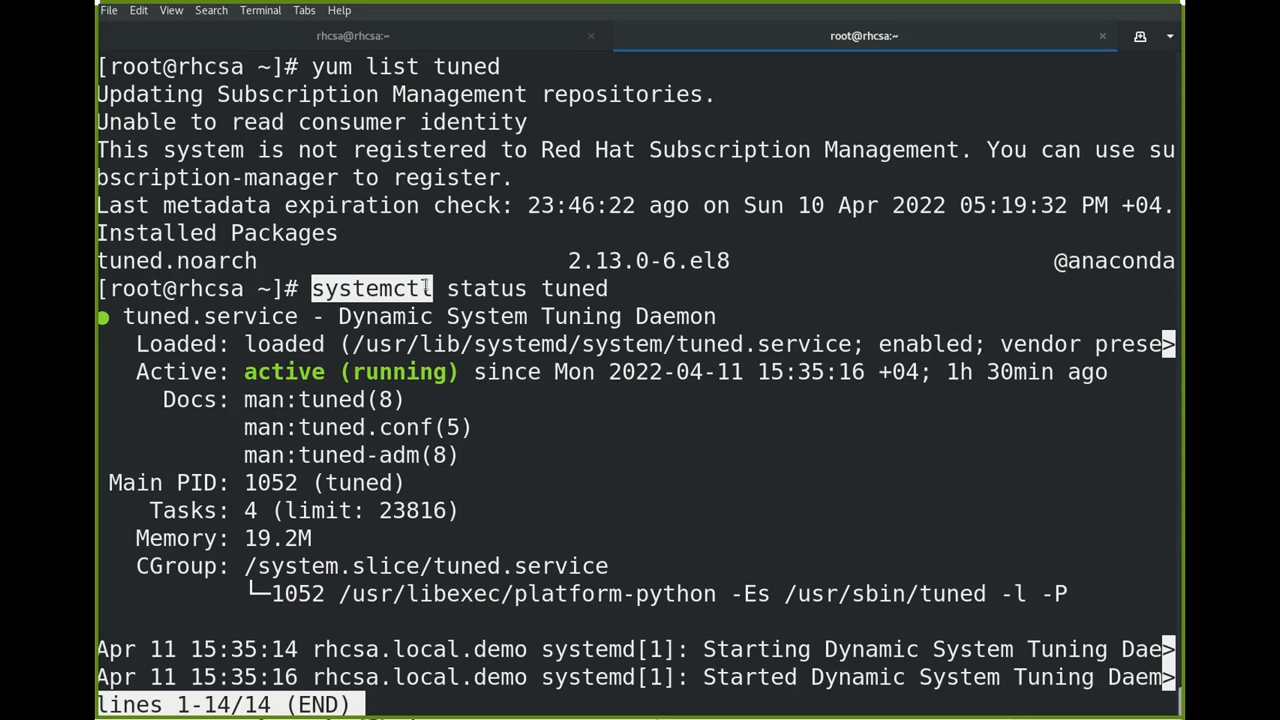 File Edit View Search Terminal Tabs Help
rhcsa@rhcsa:~ × root@rhcsa:~ ×
[root@rhcsa ~]# yum list tuned
Updating Subscription Management repositories.
Unable to read consumer identity
This system is not registered to Red Hat Subscription Management. You can use su
bscription-manager to register.
Last metadata expiration check: 23:46:22 ago on Sun 10 Apr 2022 05:19:32 PM +04.
Installed Packages
tuned.noarch 2.13.0-6.el8 @anaconda
[root@rhcsa ~]# systemctl status tuned
● tuned.service - Dynamic System Tuning Daemon
Loaded: loaded (/usr/lib/systemd/system/tuned.service; enabled; vendor prese>
Active: active (running) since Mon 2022-04-11 15:35:16 +04; 1h 30min ago
Docs: man:tuned(8)
man:tuned.conf(5)
man:tuned-adm(8)
Main PID: 1052 (tuned)
Tasks: 4 (limit: 23816)
Memory: 19.2M
CGroup: /system.slice/tuned.service
└─1052 /usr/libexec/platform-python -Es /usr/sbin/tuned -l -P
Apr 11 15:35:14 rhcsa.local.demo systemd[1]: Starting Dynamic System Tuning Dae>
Apr 11 15:35:16 rhcsa.local.demo systemd[1]: Started Dynamic System Tuning Daem>
lines 1-14/14 (END)